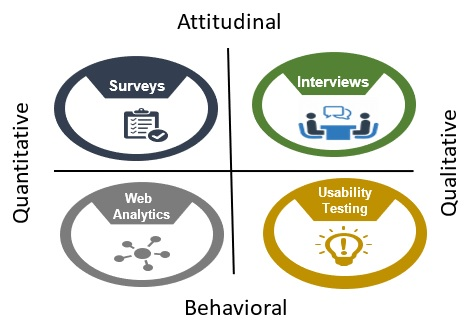 Attitudinal
Quantitative
Surveys
Interviews
Qualitative
Web
Analytics
Usability
Testing
Behavioral